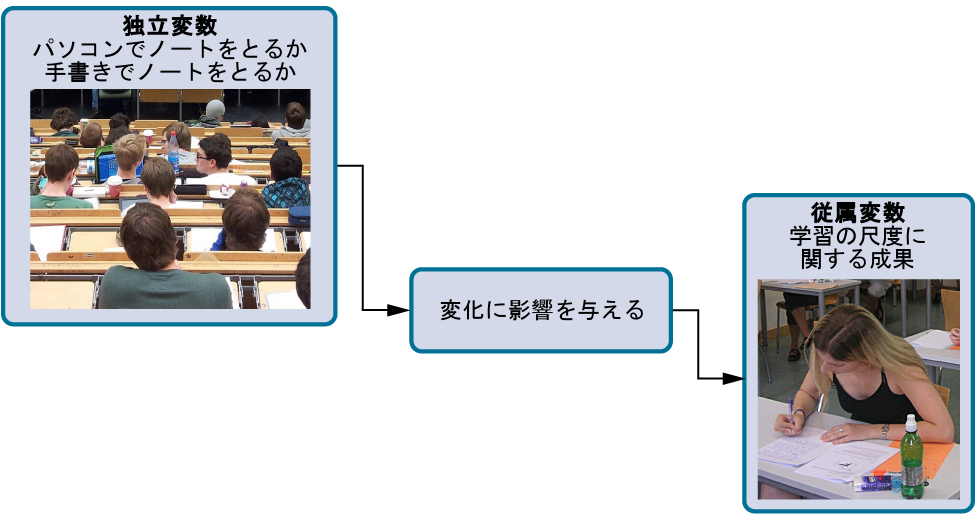 独立変数
パソコンでノートをとるか
手書きでノートをとるか
変化に影響を与える
従属変数
学習の尺度に
関する成果